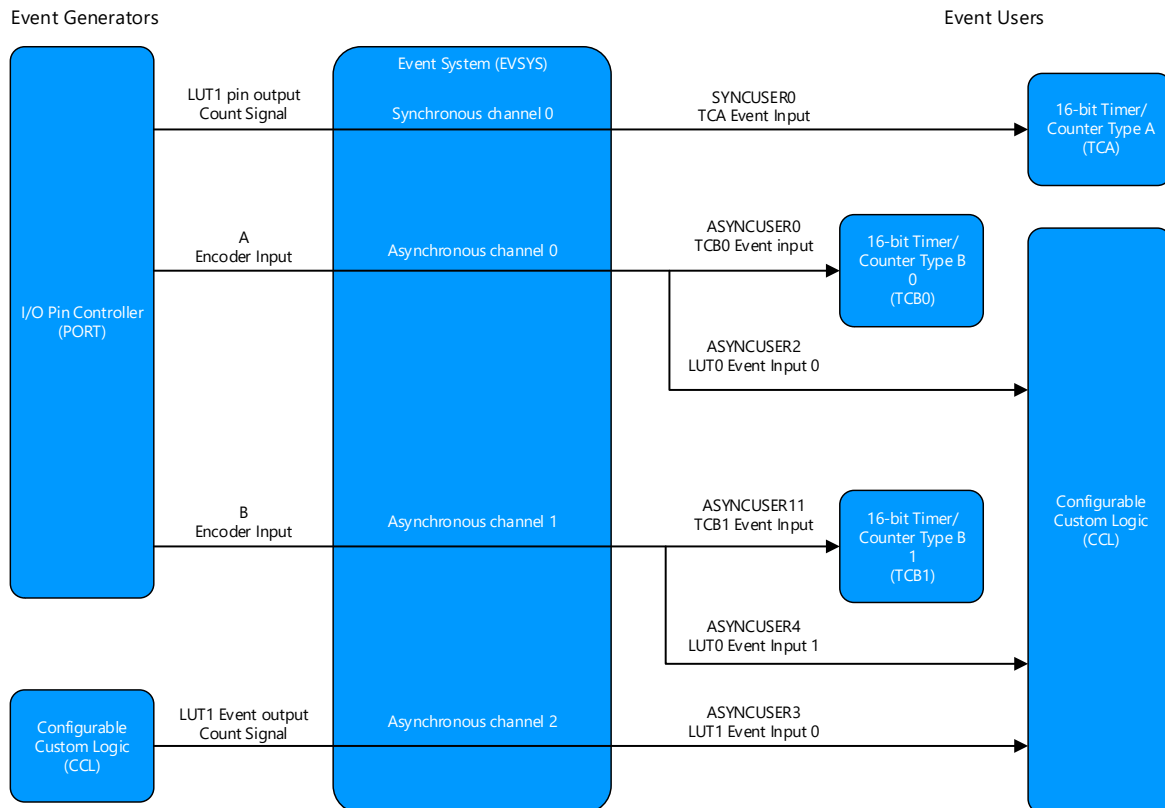 Event Generators
Event Users
Event System (EVSYS)
LUT1 pin output
Count Signal
Synchronous channel 0
SYNCUSER0
TCA Event Input
16-bit Timer/
Counter Type A
(TCA)
A
Encoder Input
Asynchronous channel 0
ASYNCUSER0
TCB0 Event input
16-bit Timer/
Counter Type B
0
(TCB0)
I/O Pin Controller
(PORT)
ASYNCUSER2
LUT0 Event Input 0
B
Encoder Input
Asynchronous channel 1
ASYNCUSER11
TCB1 Event Input
16-bit Timer/
Counter Type B
1
(TCB1)
Configurable
Custom Logic
(CCL)
ASYNCUSER4
LUT0 Event Input 1
Configurable
Custom Logic
(CCL)
LUT1 Event output
Count Signal
Asynchronous channel 2
ASYNCUSER3
LUT1 Event Input 0